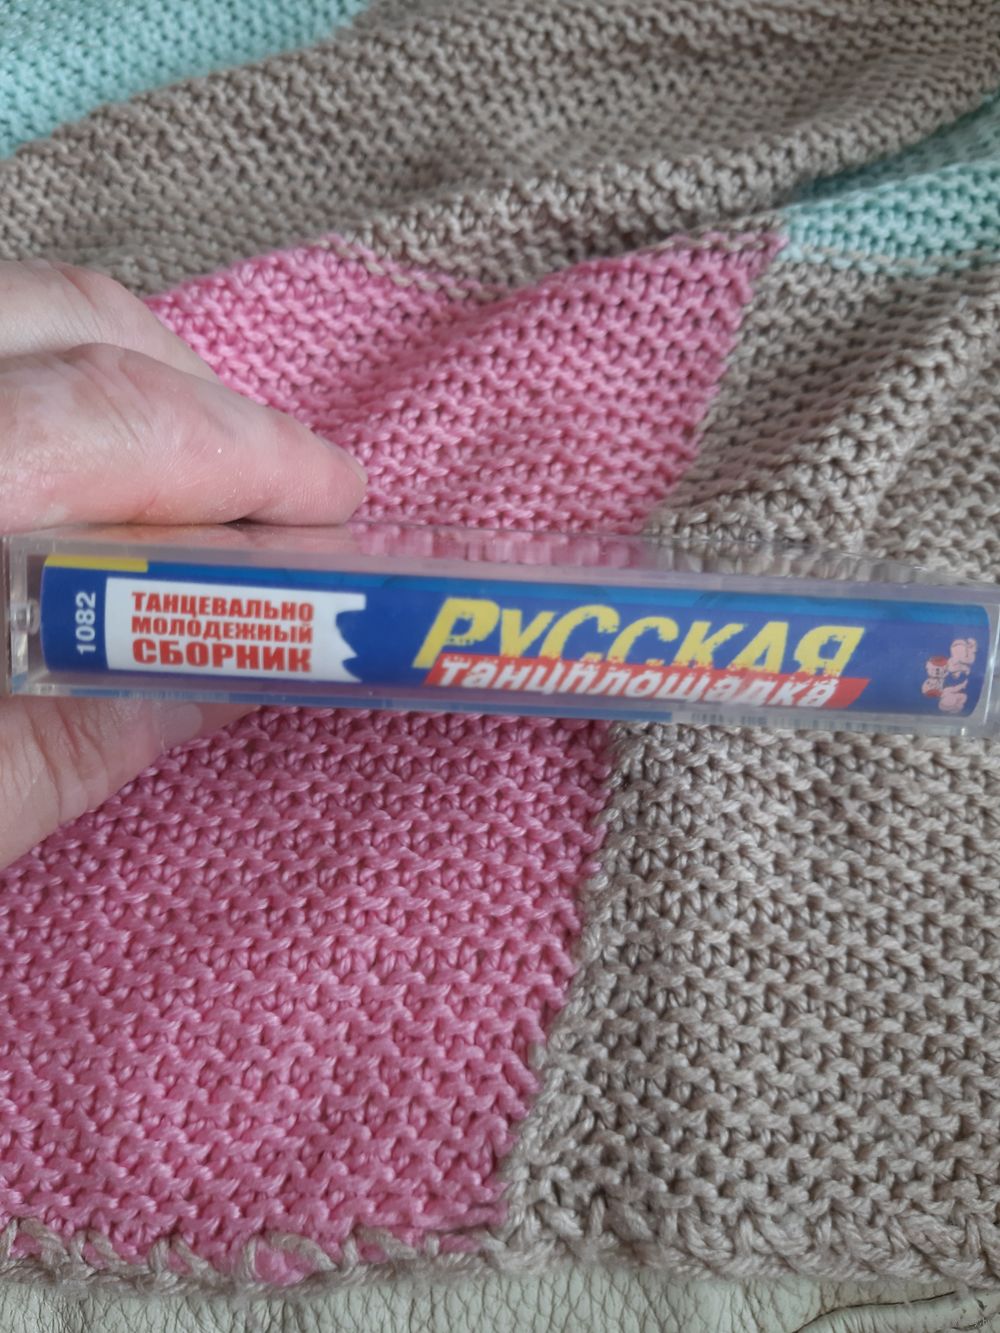 1082
ТАНЦЕВАЛЬНО
МОЛОДЕЖНЫЙ
СБОРНИК
РУССКАЯ
танцплощадка